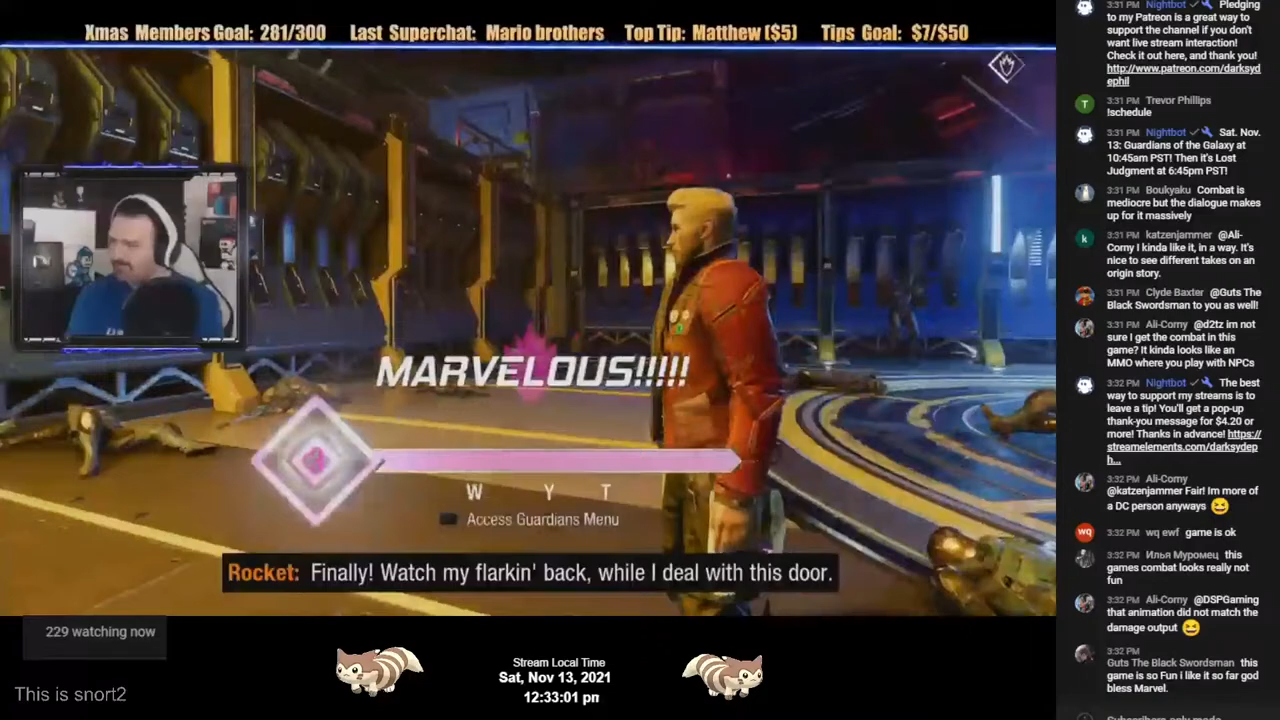 Xmas Members Goal: 281/300 Last Superchat: Mario brothers Top Tip: Matthew ($5) Tips Goal: $7/$50
MARVELOUS!!!!!
W Y T
Access Guardians Menu
Rocket: Finally! Watch my flarkin' back, while I deal with this door.
229 watching now
This is snort2
Stream Local Time
Sat, Nov 13, 2021
12:33:01 pm
3:31 PM Nightbot Pledging
to my Patreon is a great way to
support the channel if you don't
want live stream interaction!
Check it out here, and thank you!
http://www.patreon.com/darksyd
ephil
3:31 PM Trevor Phillips
!schedule
3:31 PM Nightbot Sat. Nov.
13: Guardians of the Galaxy at
10:45am PST! Then it's Lost
Judgment at 6:45pm PST!
3:31 PM Boukyaku Combat is
mediocre but the dialogue makes
up for it massively
3:31 PM katzenjammer @Ali-
Corny I kinda like it, in a way. It's
nice to see different takes on an
origin story.
3:31 PM Clyde Baxter @Guts The
Black Swordsman to you as well!
3:31 PM Ali-Corny @d2tz im not
sure I get the combat in this
game? It kinda looks like an
MMO where you play with NPCs
3:32 PM Nightbot The best
way to support my streams is to
leave a tip! You'll get a pop-up
thank-you message for $4.20 or
more! Thanks in advance! https://
streamelements.com/darksydep
h...
3:32 PM Ali-Corny
@katzenjammer Fair! Im more of
a DC person anyways
3:32 PM wq ewf game is ok
3:32 PM Илья Муромец this
games combat looks really not
fun
3:32 PM Ali-Corny @DSPGaming
that animation did not match the
damage output
3:32 PM
Guts The Black Swordsman this
game is so Fun i like it so far god
bless Marvel.
Subscribers-only mode